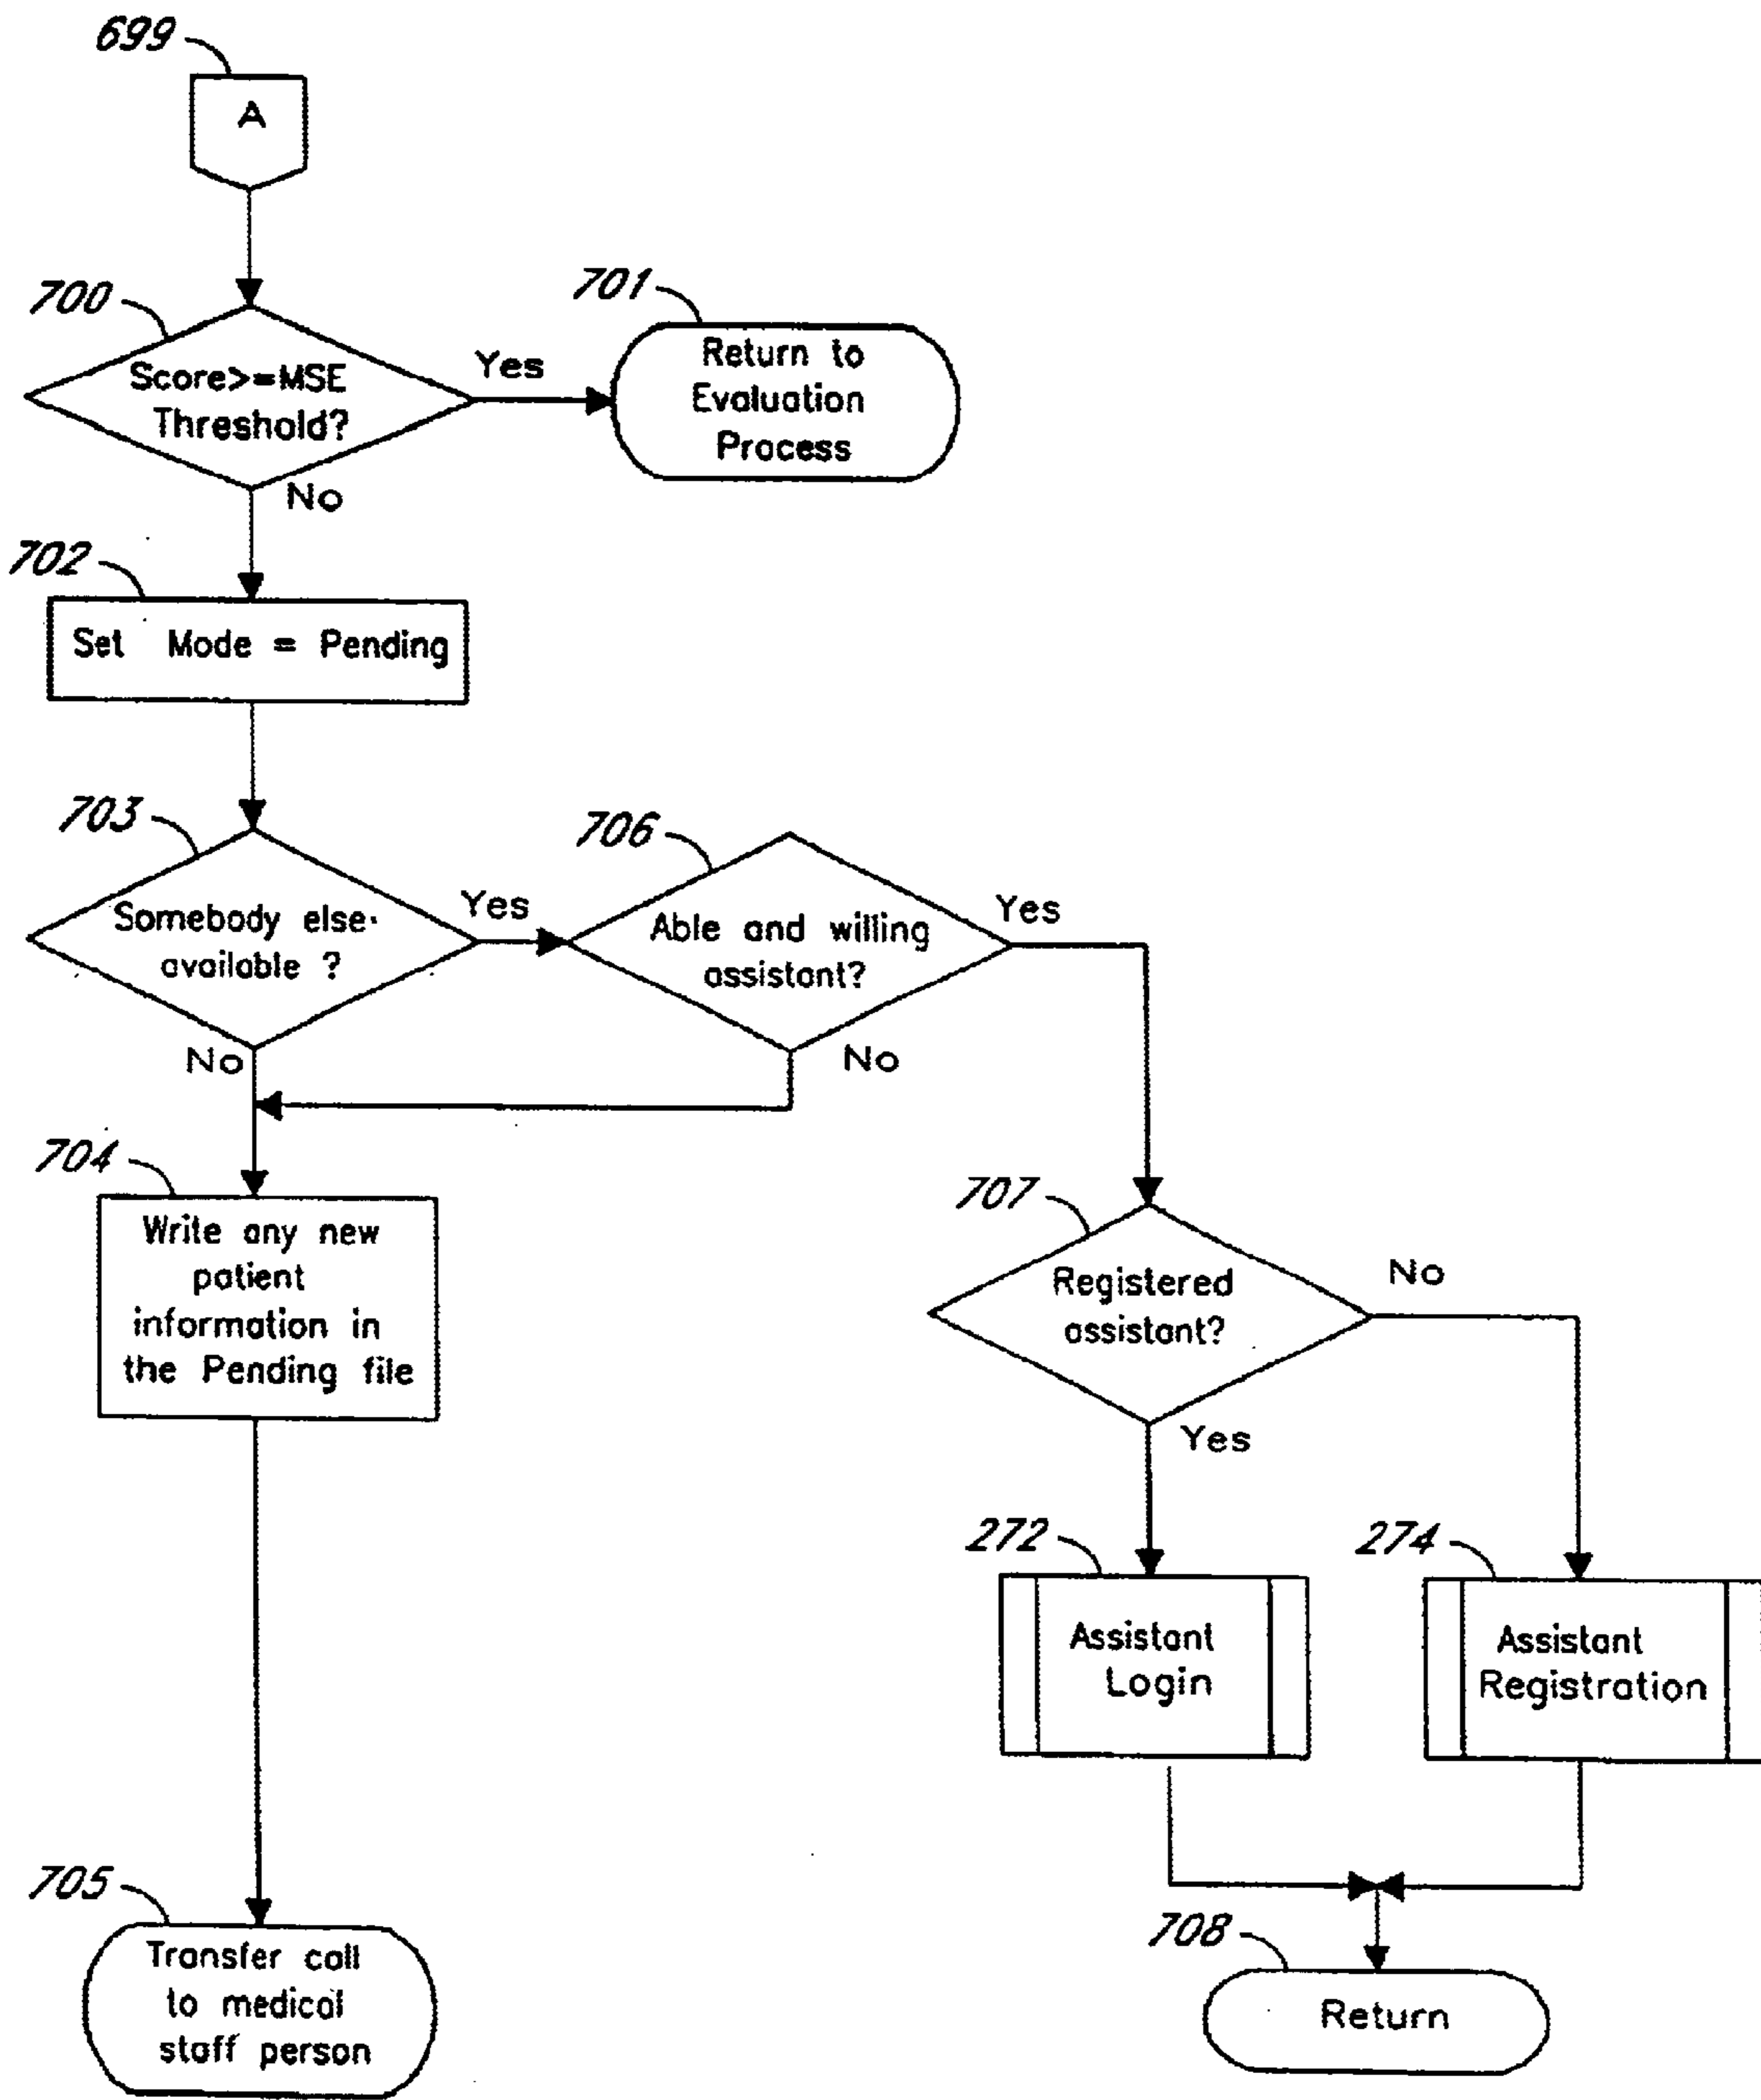 699
A
700
Score>=MSE
Threshold?
Yes
No
701
Return to
Evaluation
Process
702
Set Mode = Pending
703
Somebody else
available ?
Yes
No
706
Able and willing
assistant?
Yes
No
704
Write any new
patient
information in
the Pending file
707
Registered
assistant?
No
Yes
272
Assistant
Login
274
Assistant
Registration
705
Transfer call
to medical
staff person
708
Return